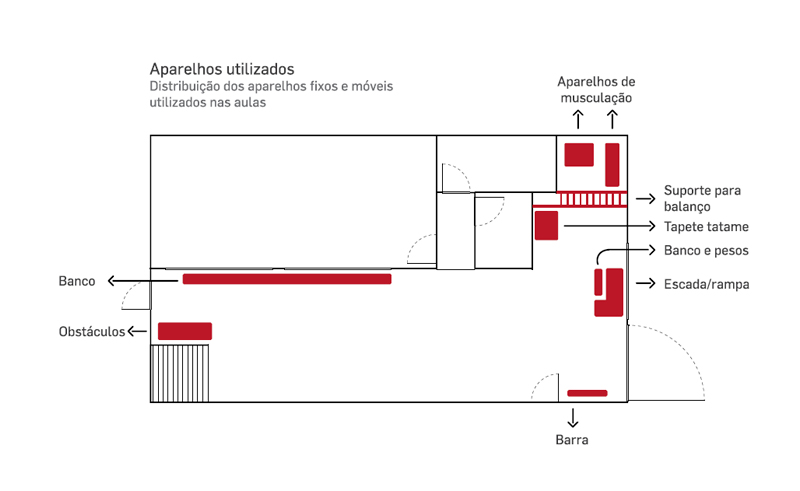 Aparelhos utilizados
Distribuição dos aparelhos fixos e móveis
utilizados nas aulas
Aparelhos de
musculação
Suporte para
balanço
Tapete tatame
Banco e pesos
Escada/rampa
Banco
Obstáculos
Barra